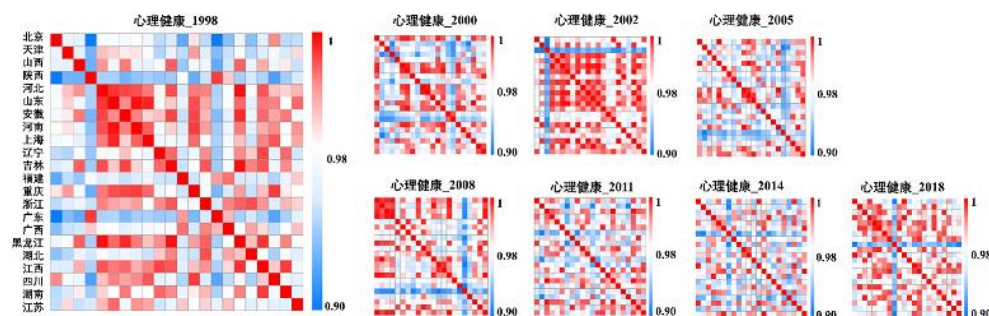 心理健康_1998
北京
天津
山西
陕西
河北
山东
安徽
河南
上海
辽宁
吉林
福建
重庆
浙江
广东
广西
黑龙江
湖北
江西
四川
湖南
江苏
1
0.98
0.90
心理健康_2000
1
0.98
0.90
心理健康_2002
1
0.98
0.90
心理健康_2005
1
0.98
0.90
心理健康_2008
1
0.98
0.90
心理健康_2011
1
0.98
0.90
心理健康_2014
1
0.98
0.90
心理健康_2018
1
0.98
0.90